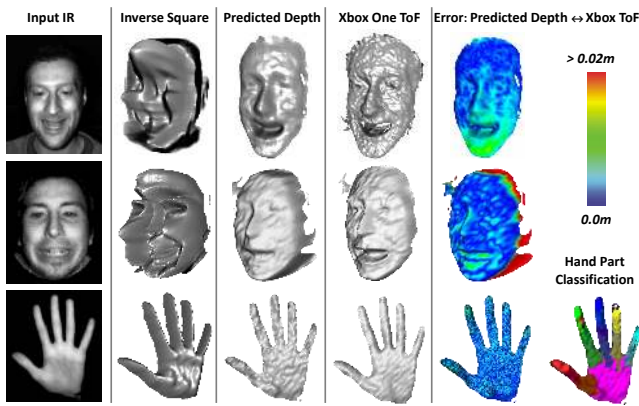 Input IR
Inverse Square
Predicted Depth
Xbox One ToF
Error: Predicted Depth ↔ Xbox ToF
> 0.02m
0.0m
Hand Part
Classification